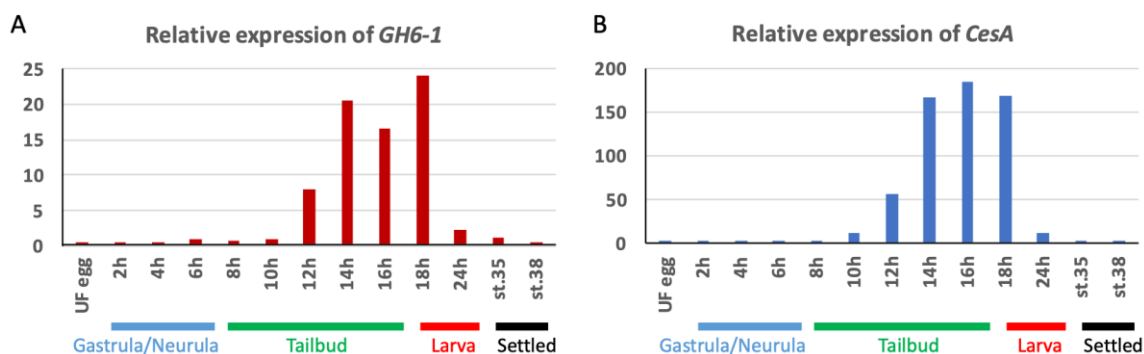 A
Relative expression of GH6-1
25
20
15
10
5
0
UF egg
2h
4h
6h
8h
10h
12h
14h
16h
18h
24h
st.35
st.38
Gastrula/Neurula
Tailbud
Larva
Settled
B
Relative expression of CesA
200
150
100
50
0
UF egg
2h
4h
6h
8h
10h
12h
14h
16h
18h
24h
st.35
st.38
Gastrula/Neurula
Tailbud
Larva
Settled